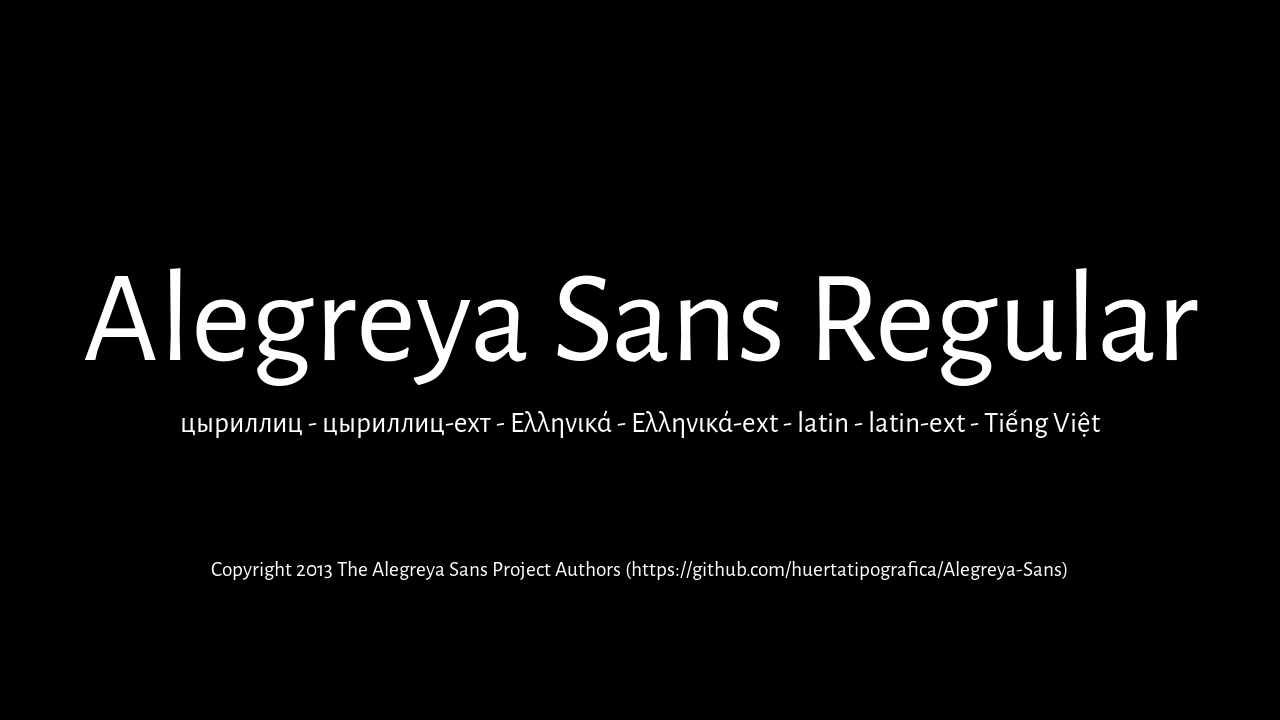 Alegreya Sans Regular
цыриллиц - цыриллиц-ехт - Ελληνικά - Ελληνικά-ext - latin - latin-ext - Tiếng Việt
Copyright 2013 The Alegreya Sans Project Authors (https://github.com/huertatipografica/Alegreya-Sans)